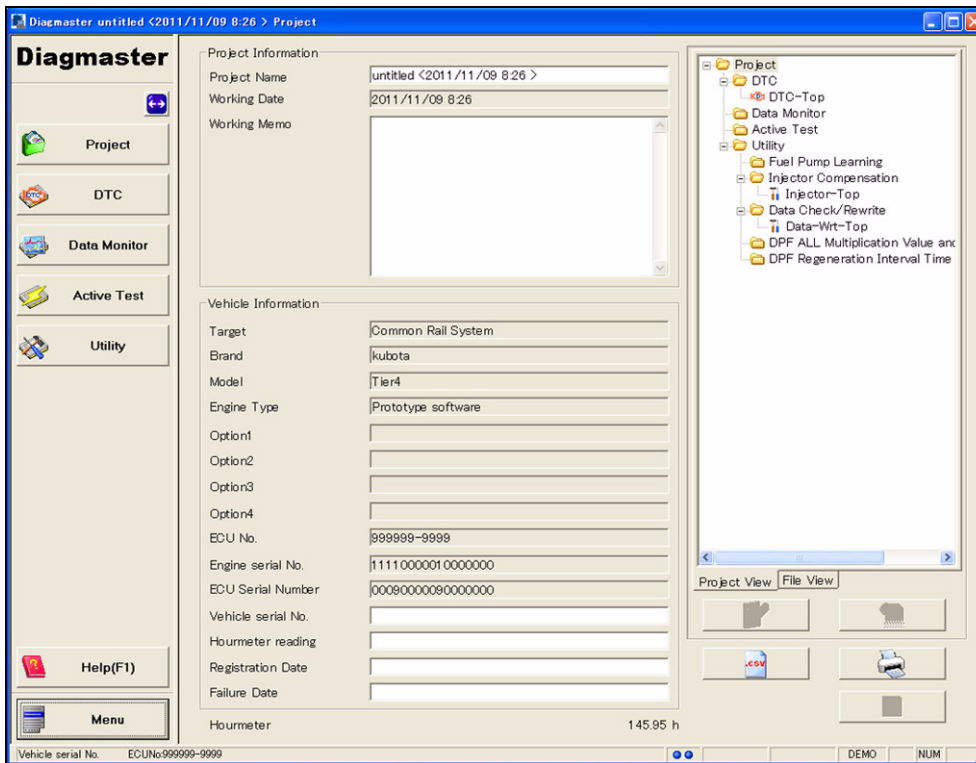 Diagmaster untitled <2011/11/09 8:26 > Project
Diagmaster
Project
DTC
Data Monitor
Active Test
Utility
Help(F1)
Menu
Project Information
Project Name untitled <2011/11/09 8:26 >
Working Date 2011/11/09 8:26
Working Memo
Vehicle Information
Target Common Rail System
Brand kubota
Model Tier4
Engine Type Prototype software
Option1
Option2
Option3
Option4
ECU No. 999999-9999
Engine serial No. 11110000010000000
ECU Serial Number 00090000090000000
Vehicle serial No.
Hourmeter reading
Registration Date
Failure Date
Hourmeter 145.95 h
Project
DTC
DTC-Top
Data Monitor
Active Test
Utility
Fuel Pump Learning
Injector Compensation
Injector-Top
Data Check/Rewrite
Data-Wrt-Top
DPF ALL Multiplication Value and
DPF Regeneration Interval Time
Project View File View
.csv
Vehicle serial No. ECUNo:999999-9999 DEMO NUM